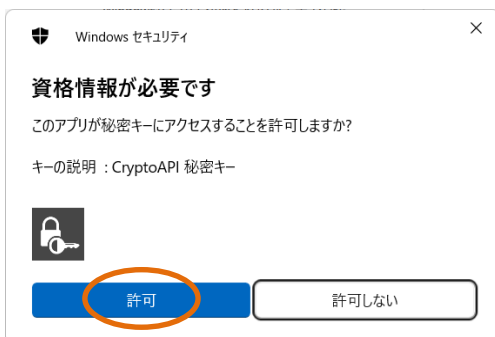 Windows セキュリティ
資格情報が必要です
このアプリが秘密キーにアクセスすることを許可しますか?
キーの説明 : CryptoAPI 秘密キー
許可
許可しない